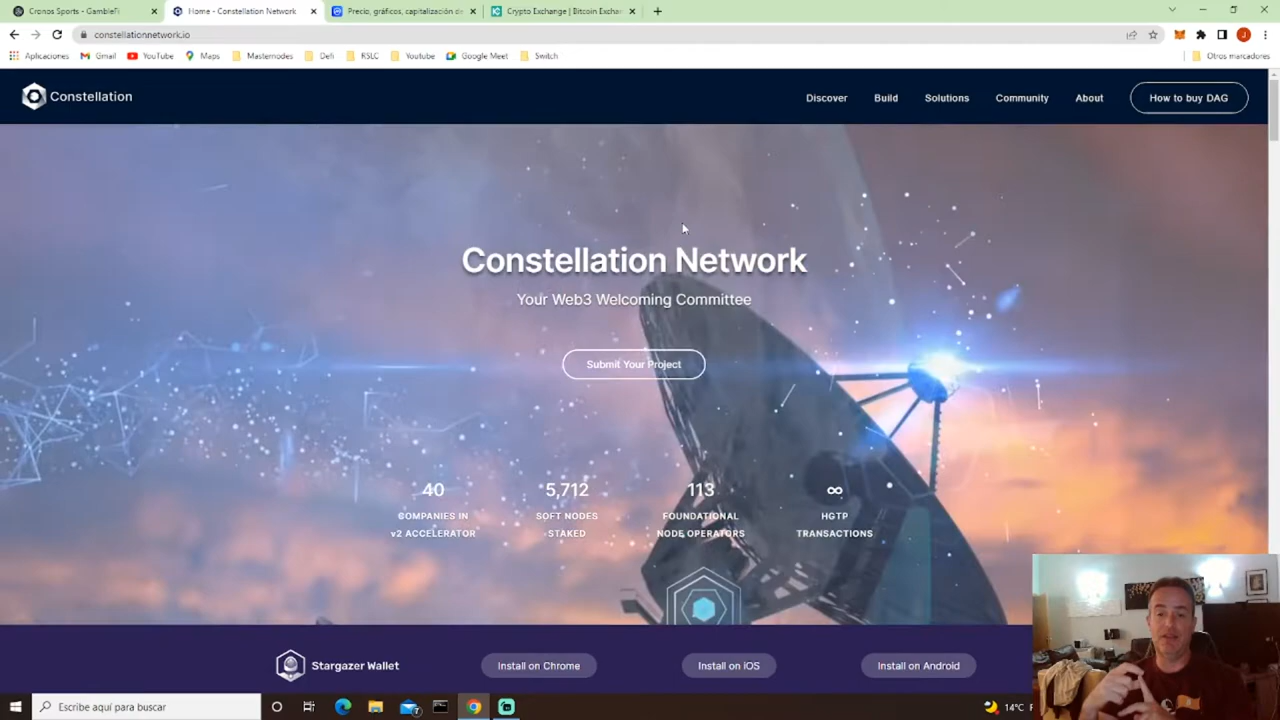 Cronos Sports - GambleFi
Home - Constellation Network
Precio, gráficos, capitalización de
Crypto Exchange | Bitcoin Exchan
constellationnetwork.io
Aplicaciones
Gmail
YouTube
Maps
Masternodes
Defi
RSLC
Youtube
Google Meet
Switch
Otros marcadores
Constellation
Discover
Build
Solutions
Community
About
How to buy DAG
Constellation Network
Your Web3 Welcoming Committee
Submit Your Project
40
5,712
113
∞
COMPANIES IN
SOFT NODES
FOUNDATIONAL
HGTP
v2 ACCELERATOR
STAKED
NODE OPERATORS
TRANSACTIONS
Stargazer Wallet
Install on Chrome
Install on iOS
Install on Android
Escribe aquí para buscar
14°C